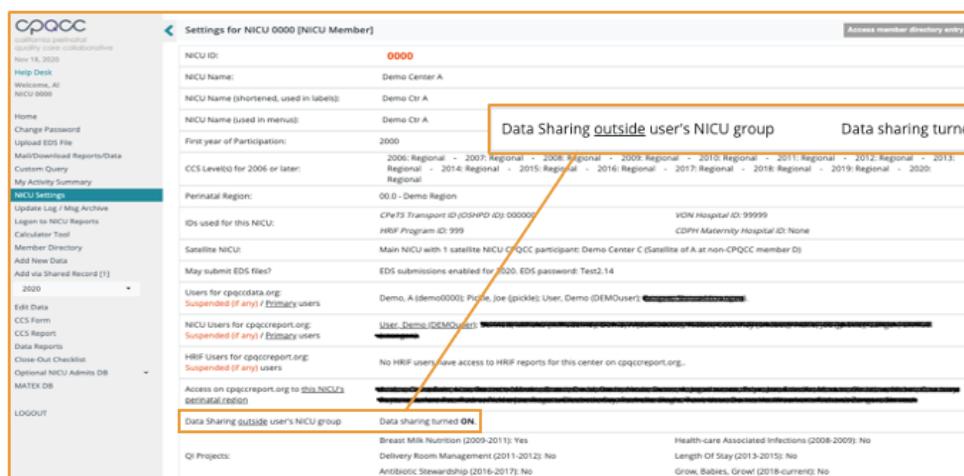 cpqcc
california perinatal
quality care collaborative
Nov 18, 2020
Help Desk
Welcome, Al
NICU 0000
Home
Change Password
Upload EDS File
Mail/Download Reports/Data
Custom Query
My Activity Summary
NICU Settings
Update Log / Msg Archive
Logon to NICU Reports
Calculator Tool
Member Directory
Add New Data
Add via Shared Record [1]
2020
Edit Data
CCS Form
CCS Report
Data Reports
Close-Out Checklist
Optional NICU Admits DB
MATEX DB
LOGOUT
Settings for NICU 0000 [NICU Member]
Access member directory entry
NICU ID: 0000
NICU Name: Demo Center A
NICU Name (shortened, used in labels): Demo Ctr A
NICU Name (used in menus): Demo Ctr A
Data Sharing outside user's NICU group Data sharing turne
First year of Participation: 2000
CCS Level(s) for 2006 or later:
2006: Regional - 2007: Regional - 2008: Regional - 2009: Regional - 2010: Regional - 2011: Regional - 2012: Regional - 2013:
Regional - 2014: Regional - 2015: Regional - 2016: Regional - 2017: Regional - 2018: Regional - 2019: Regional - 2020:
Regional
Perinatal Region: 00.0 - Demo Region
IDs used for this NICU:
CPeTS Transport ID (OSHPD ID): 000000 VON Hospital ID: 99999
HRIF Program ID: 999 CDPH Maternity Hospital ID: None
Satellite NICU: Main NICU with 1 satellite NICU CPQCC participant: Demo Center C (Satellite of A at non-CPQCC member D)
May submit EDS files? EDS submissions enabled for 2020. EDS password: Test2.14
Users for cpqccdata.org:
Suspended (if any) / Primary users
Demo, A (demo0000); Pickle, Joe (jpickle); User, Demo (DEMOuser);
NICU Users for cpqccreport.org:
Suspended (if any) / Primary users
User, Demo (DEMOuser);
HRIF Users for cpqccreport.org:
Suspended (if any) users
No HRIF users have access to HRIF reports for this center on cpqccreport.org..
Access on cpqccreport.org to this NICU's
perinatal region
Data Sharing outside user's NICU group Data sharing turned ON.
QI Projects:
Breast Milk Nutrition (2009-2011): Yes Health-care Associated Infections (2008-2009): No
Delivery Room Management (2011-2012): No Length Of Stay (2013-2015): No
Antibiotic Stewardship (2016-2017): No Grow, Babies, Grow! (2018-current): No